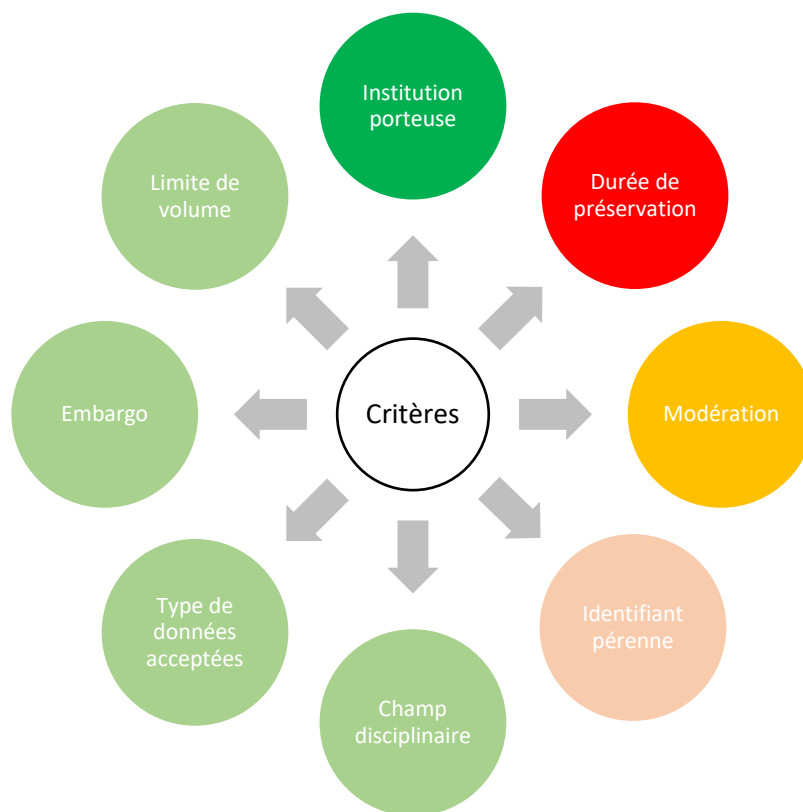 Institution
porteuse
Limite de
volume
Durée de
préservation
Embargo
Critères
Modération
Type de
données
acceptées
Identifiant
pérenne
Champ
disciplinaire